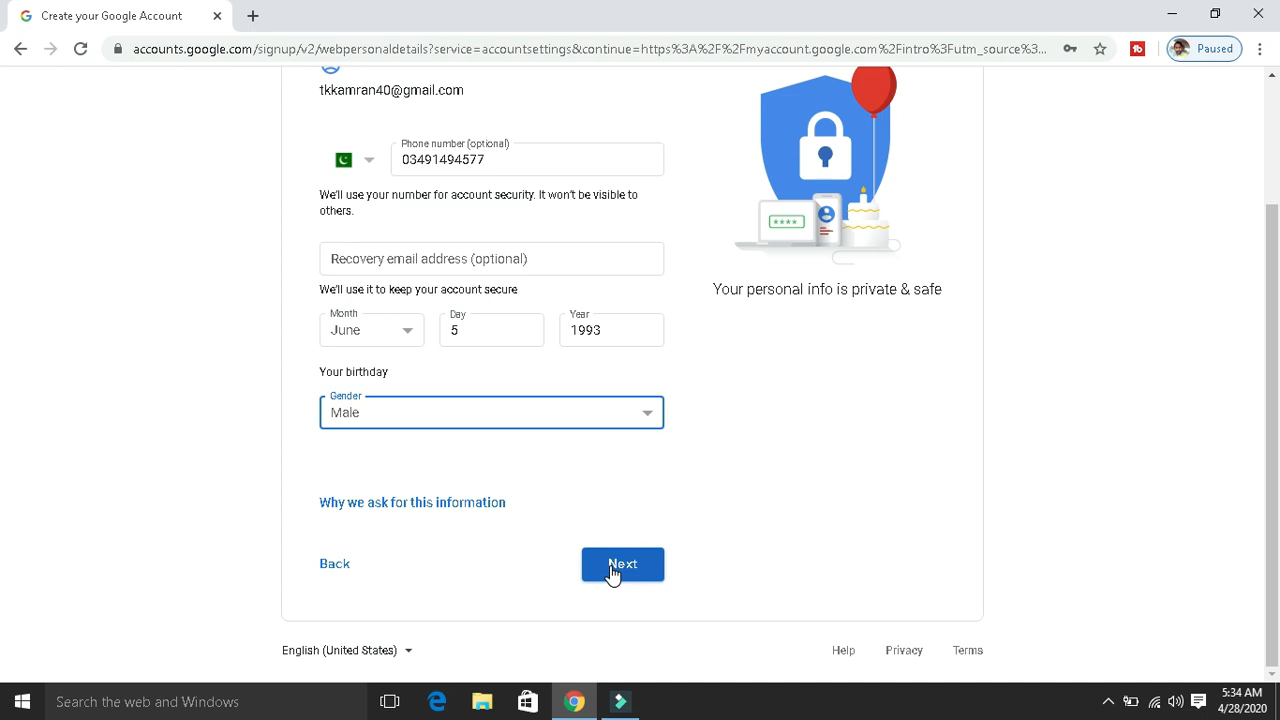 Create your Google Account
accounts.google.com/signup/v2/webpersonaldetails?service=accountsettings&continue=https%3A%2F%2Fmyaccount.google.com%2Fintro%3Futm_source%3...
Paused
tkkamran40@gmail.com
Phone number (optional)
03491494577
We'll use your number for account security. It won't be visible to
others.
Recovery email address (optional)
We'll use it to keep your account secure
Your personal info is private & safe
Month
Day
Year
June
5
1993
Your birthday
Gender
Male
Why we ask for this information
Back
Next
English (United States)
Help
Privacy
Terms
Search the web and Windows
5:34 AM
4/28/2020